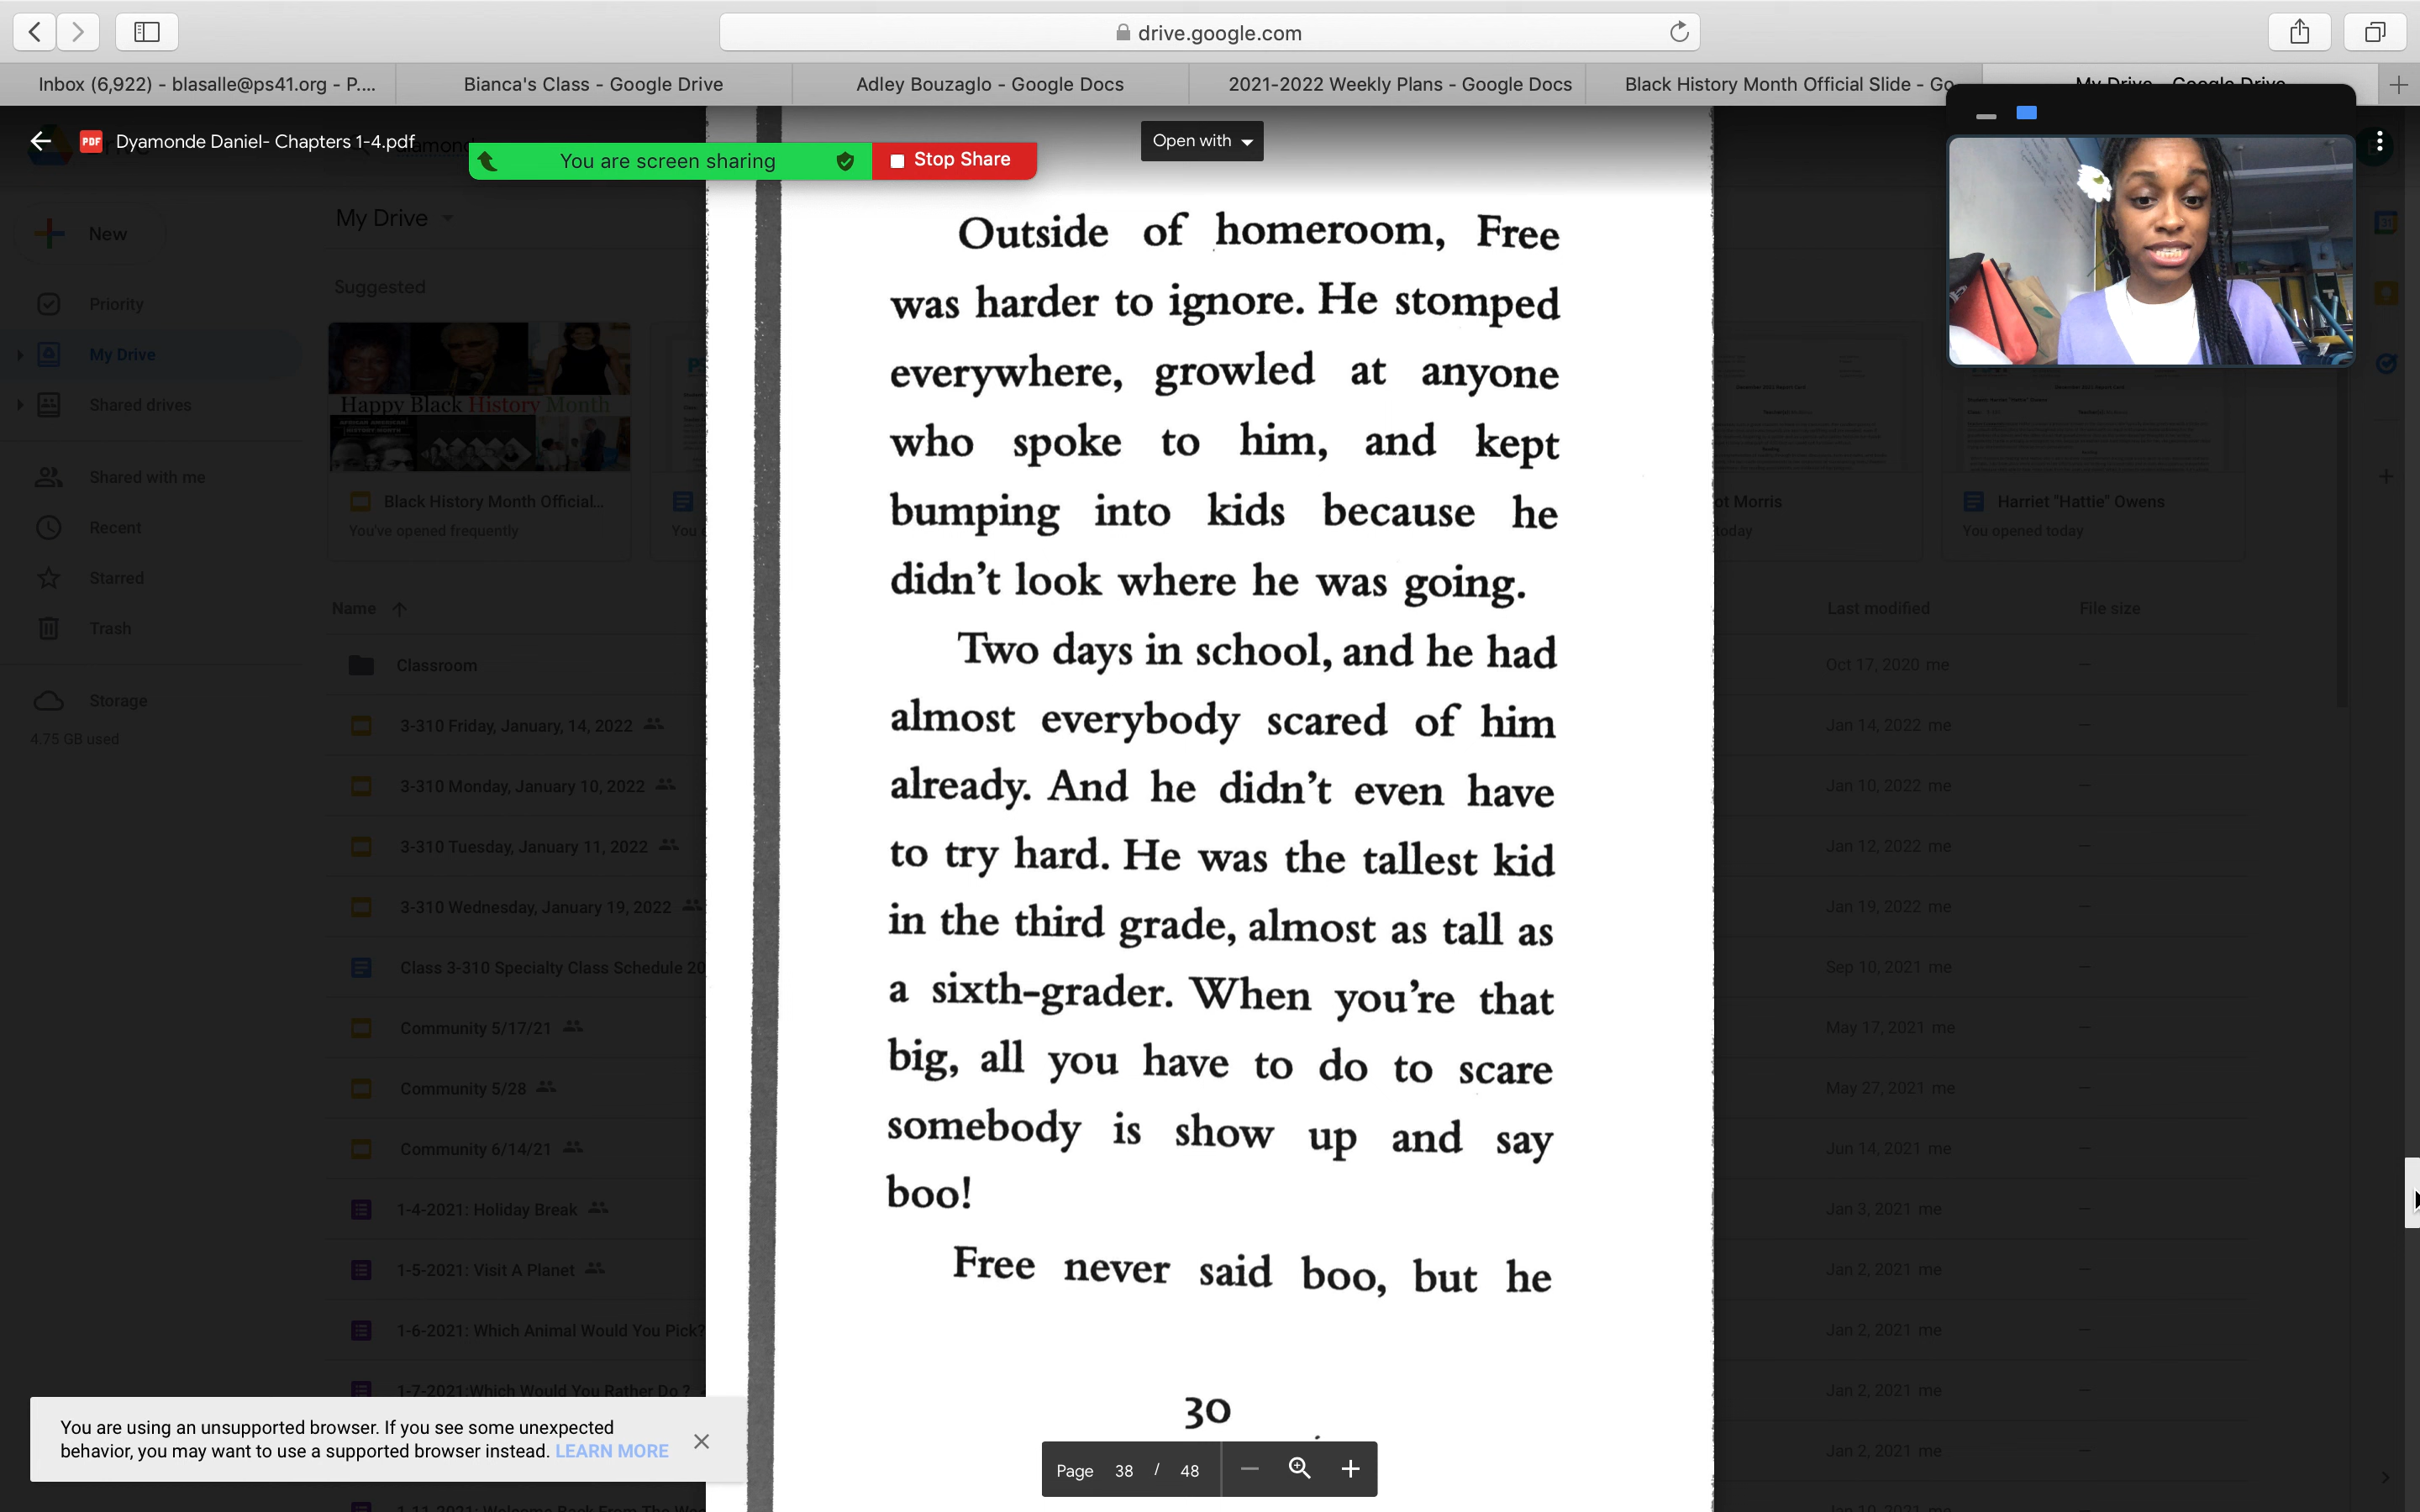 drive.google.com
Inbox (6,922) - blasalle@ps41.org - P....
Bianca's Class - Google Drive
Adley Bouzaglo - Google Docs
2021-2022 Weekly Plans - Google Docs
Black History Month Official Slide - Go
My Drive - Google Drive
PDF Dyamonde Daniel- Chapters 1-4.pdf
Open with
You are screen sharing
Stop Share
New
My Drive
Suggested
Priority
My Drive
Shared drives
Shared with me
Recent
Starred
Trash
Storage
4.75 GB used
Happy Black History Month
Black History Month Official...
You've opened frequently
Harriet "Hattie" Owens
You opened today
Morris
today
Name
Last modified
File size
Classroom
Oct 17, 2020 me
3-310 Friday, January, 14, 2022
Jan 14, 2022 me
3-310 Monday, January 10, 2022
Jan 10, 2022 me
3-310 Tuesday, January 11, 2022
Jan 12, 2022 me
3-310 Wednesday, January 19, 2022
Jan 19, 2022 me
Class 3-310 Specialty Class Schedule 20
Sep 10, 2021 me
Community 5/17/21
May 17, 2021 me
Community 5/28
May 27, 2021 me
Community 6/14/21
Jun 14, 2021 me
1-4-2021: Holiday Break
Jan 3, 2021 me
1-5-2021: Visit A Planet
Jan 2, 2021 me
1-6-2021: Which Animal Would You Pick?
Jan 2, 2021 me
1-7-2021:Which Would You Rather Do ?
Jan 2, 2021 me
Jan 2, 2021 me
Outside of homeroom, Free
was harder to ignore. He stomped
everywhere, growled at anyone
who spoke to him, and kept
bumping into kids because he
didn't look where he was going.
Two days in school, and he had
almost everybody scared of him
already. And he didn't even have
to try hard. He was the tallest kid
in the third grade, almost as tall as
a sixth-grader. When you're that
big, all you have to do to scare
somebody is show up and say
boo!
Free never said boo, but he
30
Page 38 / 48
You are using an unsupported browser. If you see some unexpected
behavior, you may want to use a supported browser instead. LEARN MORE